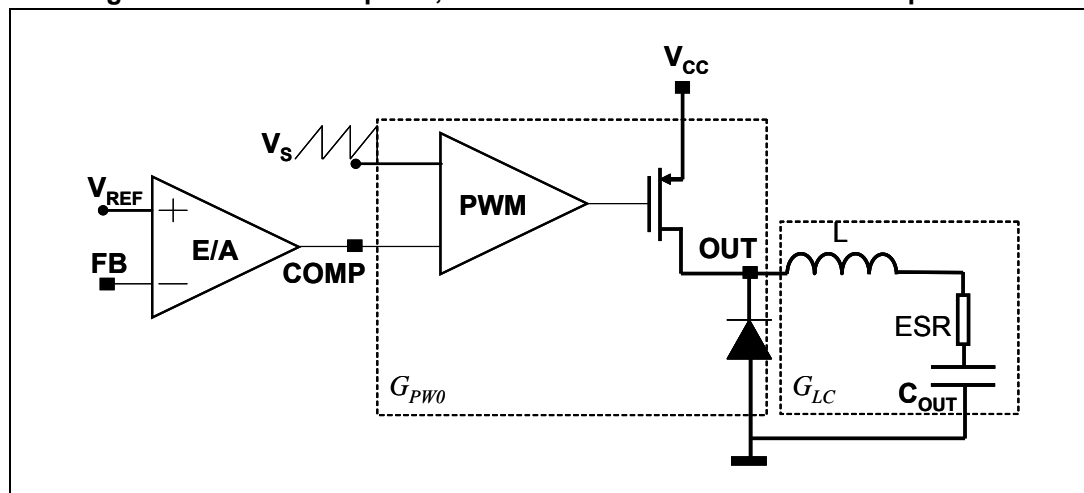 V_CC
V_S
V_REF
+
E/A
FB
−
COMP
PWM
OUT
L
ESR
C_OUT
G_PW0
G_LC